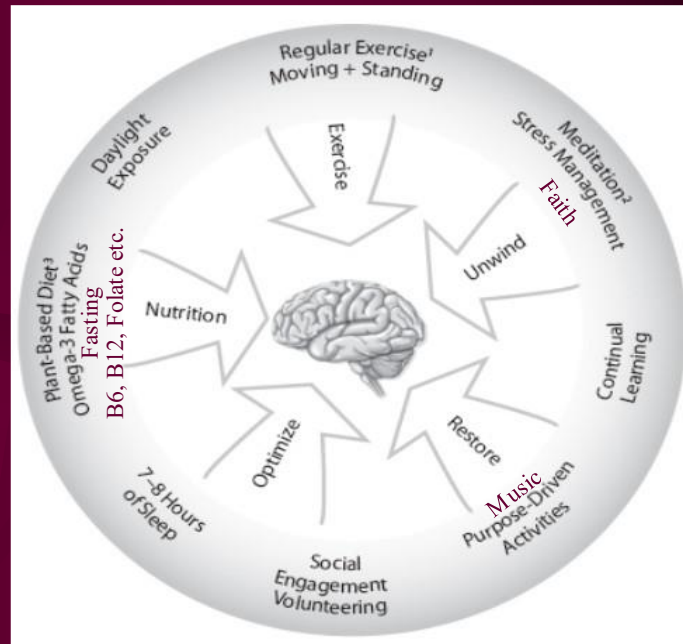 Regular Exercise¹
Moving + Standing
Exercise
Meditation²
Stress Management
Faith
Unwind
Continual
Learning
Restore
Music
Purpose-Driven
Activities
Social
Engagement
Volunteering
Optimize
7–8 Hours
of Sleep
Plant-Based Diet³
Omega-3 Fatty Acids
Fasting
B6, B12, Folate etc.
Nutrition
Daylight
Exposure